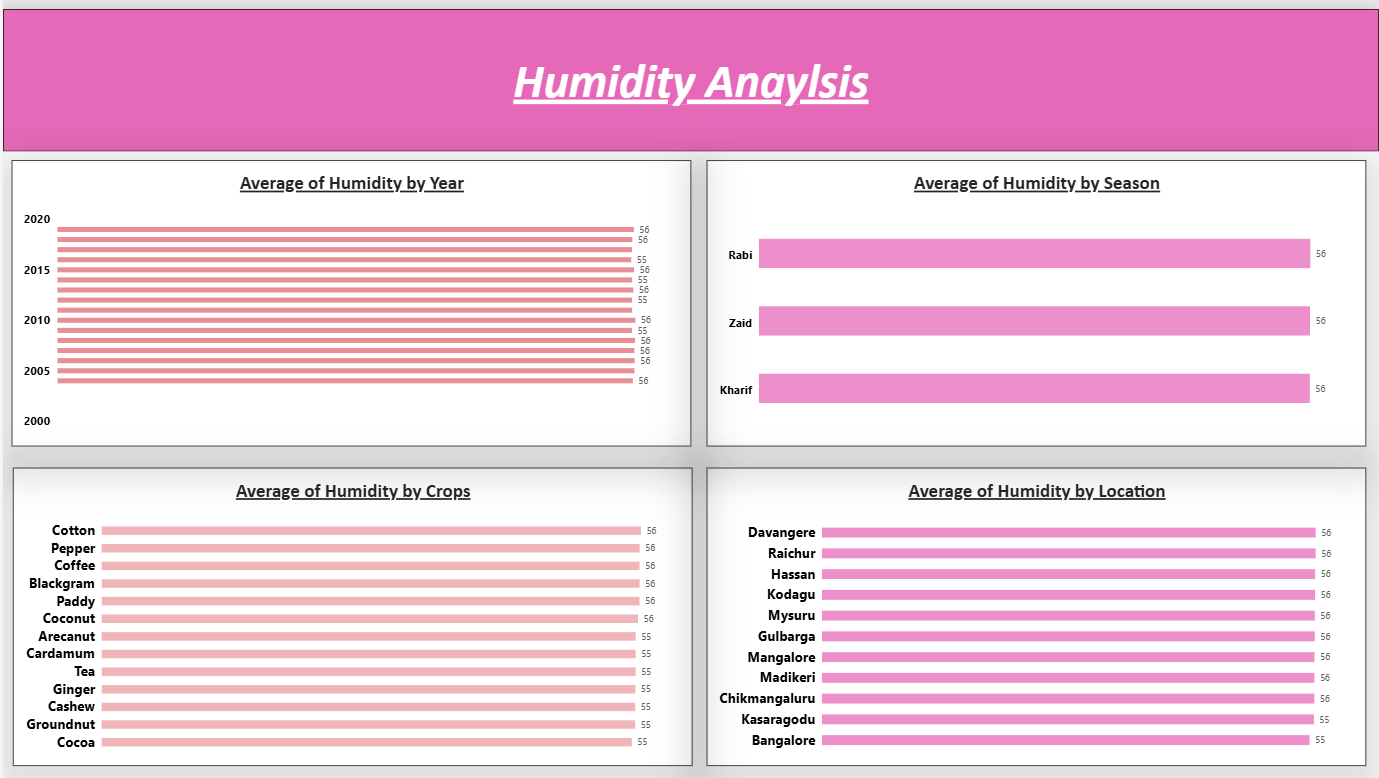 Humidity Anaylsis
Average of Humidity by Year
2020
56
56
55
2015
56
55
56
55
2010
56
55
56
56
56
2005
56
2000
Average of Humidity by Season
Rabi 56
Zaid 56
Kharif 56
Average of Humidity by Crops
Cotton 56
Pepper 56
Coffee 56
Blackgram 56
Paddy 56
Coconut 56
Arecanut 55
Cardamum 55
Tea 55
Ginger 55
Cashew 55
Groundnut 55
Cocoa 55
Average of Humidity by Location
Davangere 56
Raichur 56
Hassan 56
Kodagu 56
Mysuru 56
Gulbarga 56
Mangalore 56
Madikeri 56
Chikmangaluru 56
Kasaragodu 55
Bangalore 55